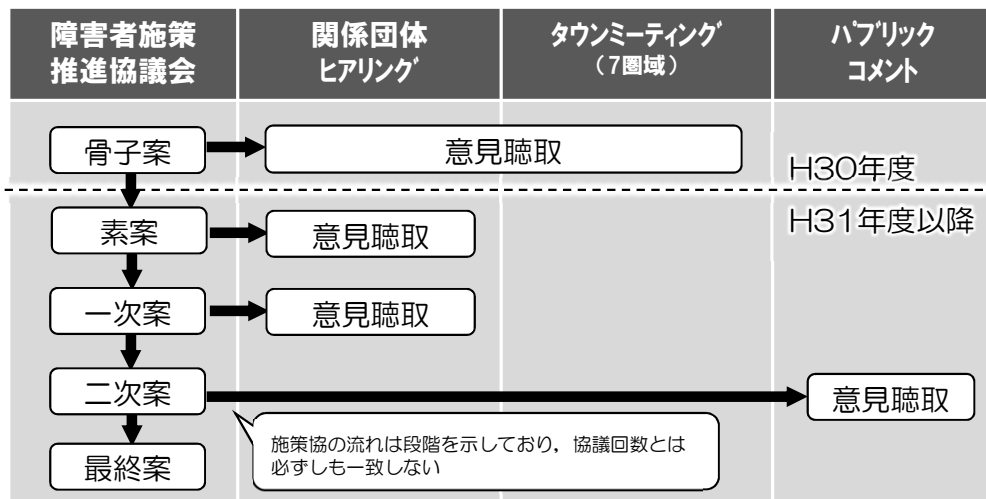 障害者施策
推進協議会
関係団体
ヒアリング
タウンミーティング
（7圏域）
パブリック
コメント
骨子案
意見聴取
H30年度
H31年度以降
素案
意見聴取
一次案
意見聴取
二次案
意見聴取
施策協の流れは段階を示しており，協議回数とは
必ずしも一致しない
最終案